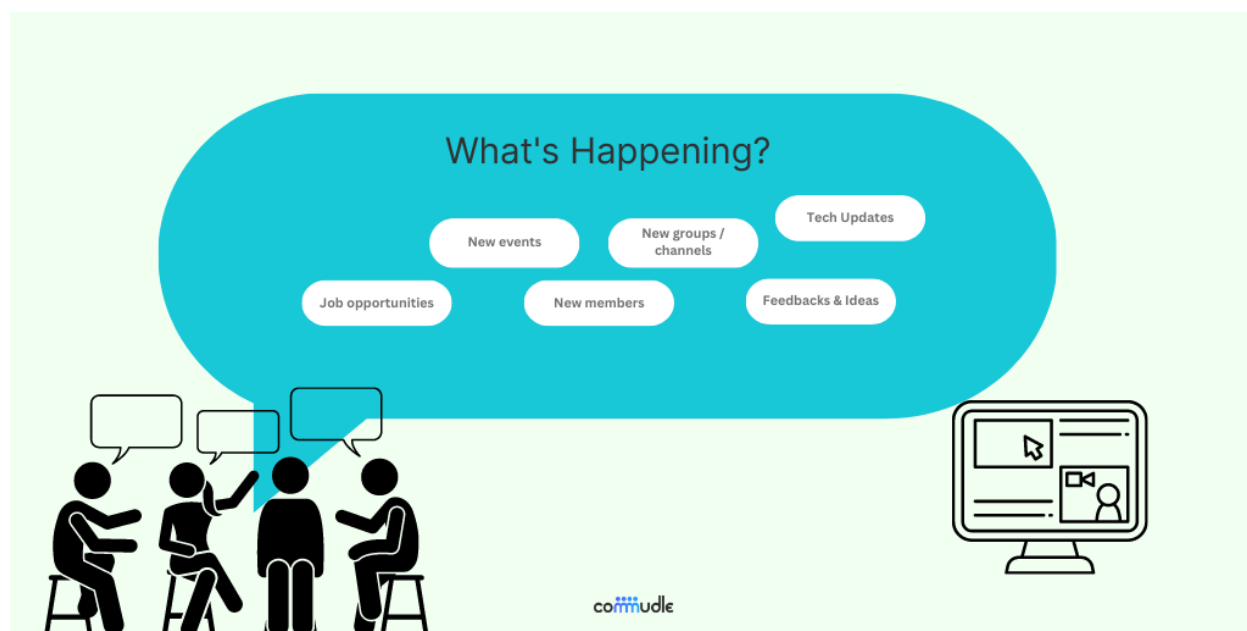 What's Happening?
Tech Updates
New events
New groups /
channels
Job opportunities
New members
Feedbacks & Ideas
commudle